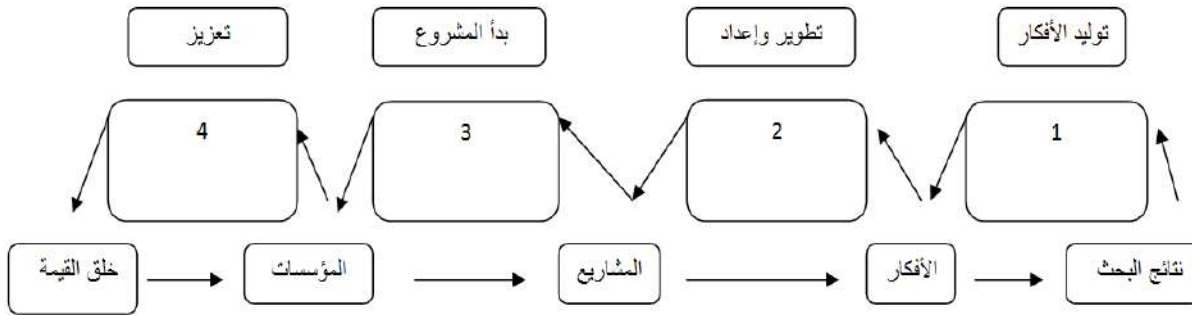 توليد الأفكار
تطوير وإعداد
بدأ المشروع
تعزيز
1
2
3
4
نتائج البحث
الأفكار
المشاريع
المؤسسات
خلق القيمة